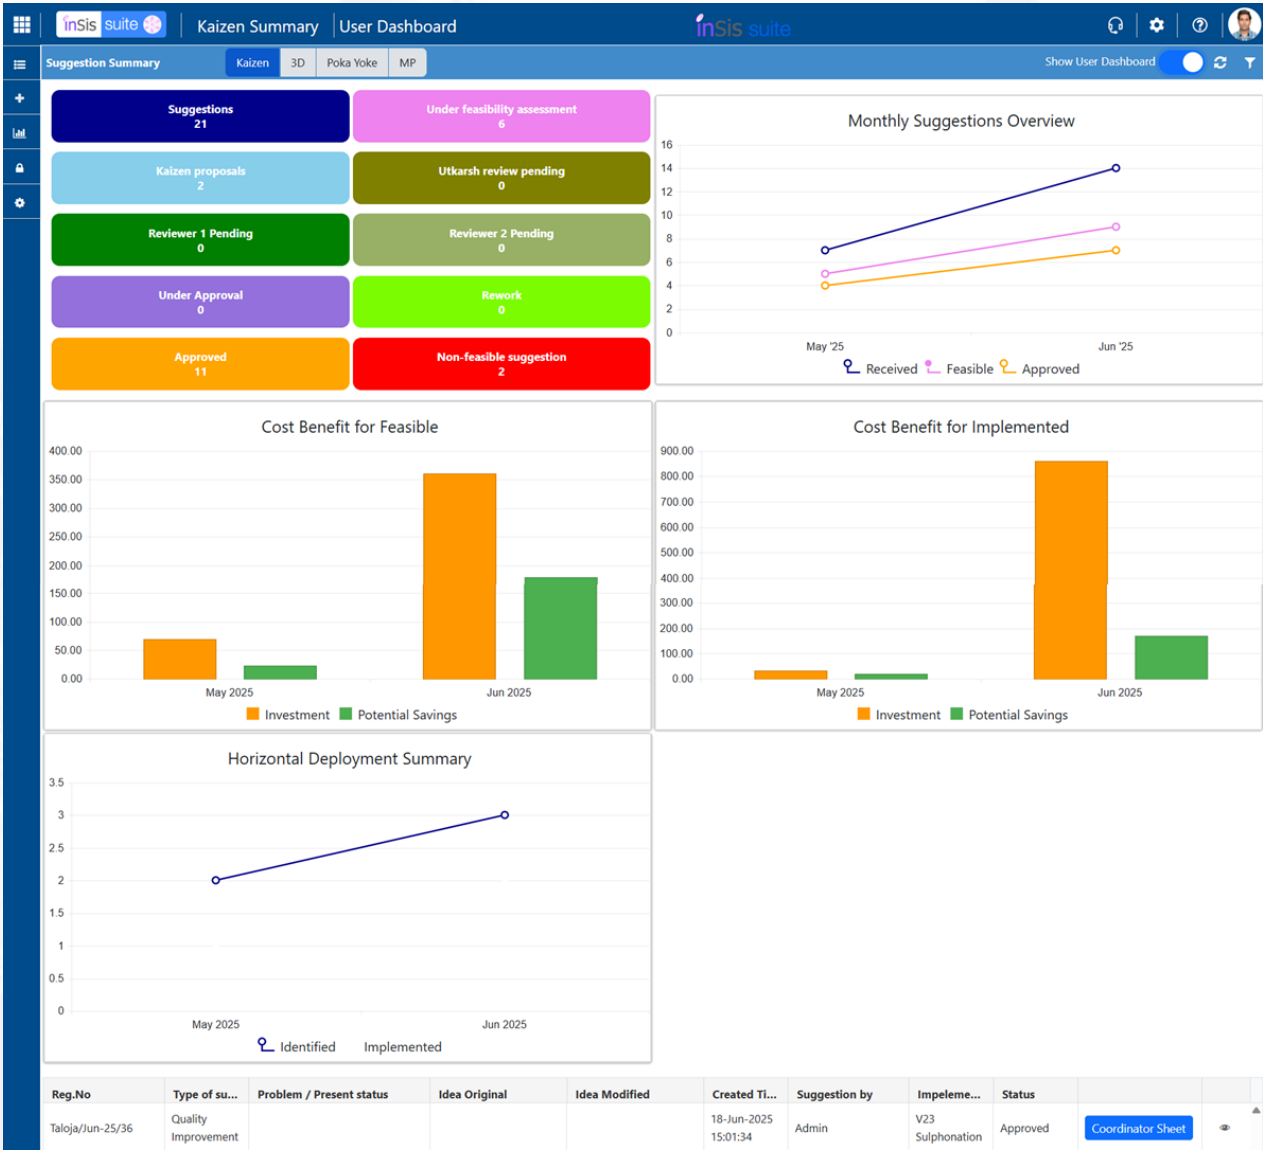 inSis suite
Kaizen Summary
User Dashboard
inSis suite
Suggestion Summary
Kaizen
3D
Poka Yoke
MP
Show User Dashboard
Suggestions
21
Under feasibility assessment
6
Kaizen proposals
2
Utkarsh review pending
0
Reviewer 1 Pending
0
Reviewer 2 Pending
0
Under Approval
0
Rework
0
Approved
11
Non-feasible suggestion
2
Monthly Suggestions Overview
16
14
12
10
8
6
4
2
0
May '25
Jun '25
Received
Feasible
Approved
Cost Benefit for Feasible
400.00
350.00
300.00
250.00
200.00
150.00
100.00
50.00
0.00
May 2025
Jun 2025
Investment
Potential Savings
Cost Benefit for Implemented
900.00
800.00
700.00
600.00
500.00
400.00
300.00
200.00
100.00
0.00
May 2025
Jun 2025
Investment
Potential Savings
Horizontal Deployment Summary
3.5
3
2.5
2
1.5
1
0.5
0
May 2025
Jun 2025
Identified
Implemented
Reg.No
Type of su...
Problem / Present status
Idea Original
Idea Modified
Created Ti...
Suggestion by
Impeleme...
Status
Taloja/Jun-25/36
Quality
Improvement
18-Jun-2025
15:01:34
Admin
V23
Sulphonation
Approved
Coordinator Sheet